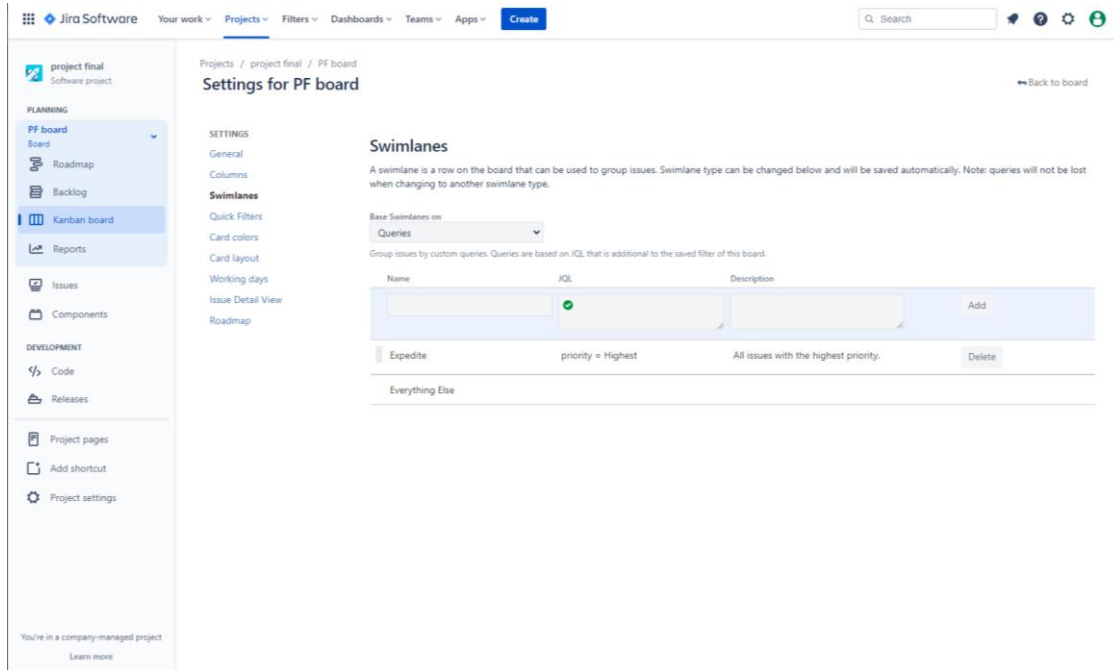 Jira Software
Your work
Projects
Filters
Dashboards
Teams
Apps
Create
Search
project final
Software project
PLANNING
PF board
Board
Roadmap
Backlog
Kanban board
Reports
Issues
Components
DEVELOPMENT
Code
Releases
Project pages
Add shortcut
Project settings
You're in a company-managed project
Learn more
Projects / project final / PF board
Settings for PF board
Back to board
SETTINGS
General
Columns
Swimlanes
Quick Filters
Card colors
Card layout
Working days
Issue Detail View
Roadmap
Swimlanes
A swimlane is a row on the board that can be used to group issues. Swimlane type can be changed below and will be saved automatically. Note: queries will not be lost
when changing to another swimlane type.
Base Swimlanes on
Queries
Group issues by custom queries. Queries are based on JQL that is additional to the saved filter of this board.
Name JQL Description
Add
Expedite priority = Highest All issues with the highest priority. Delete
Everything Else